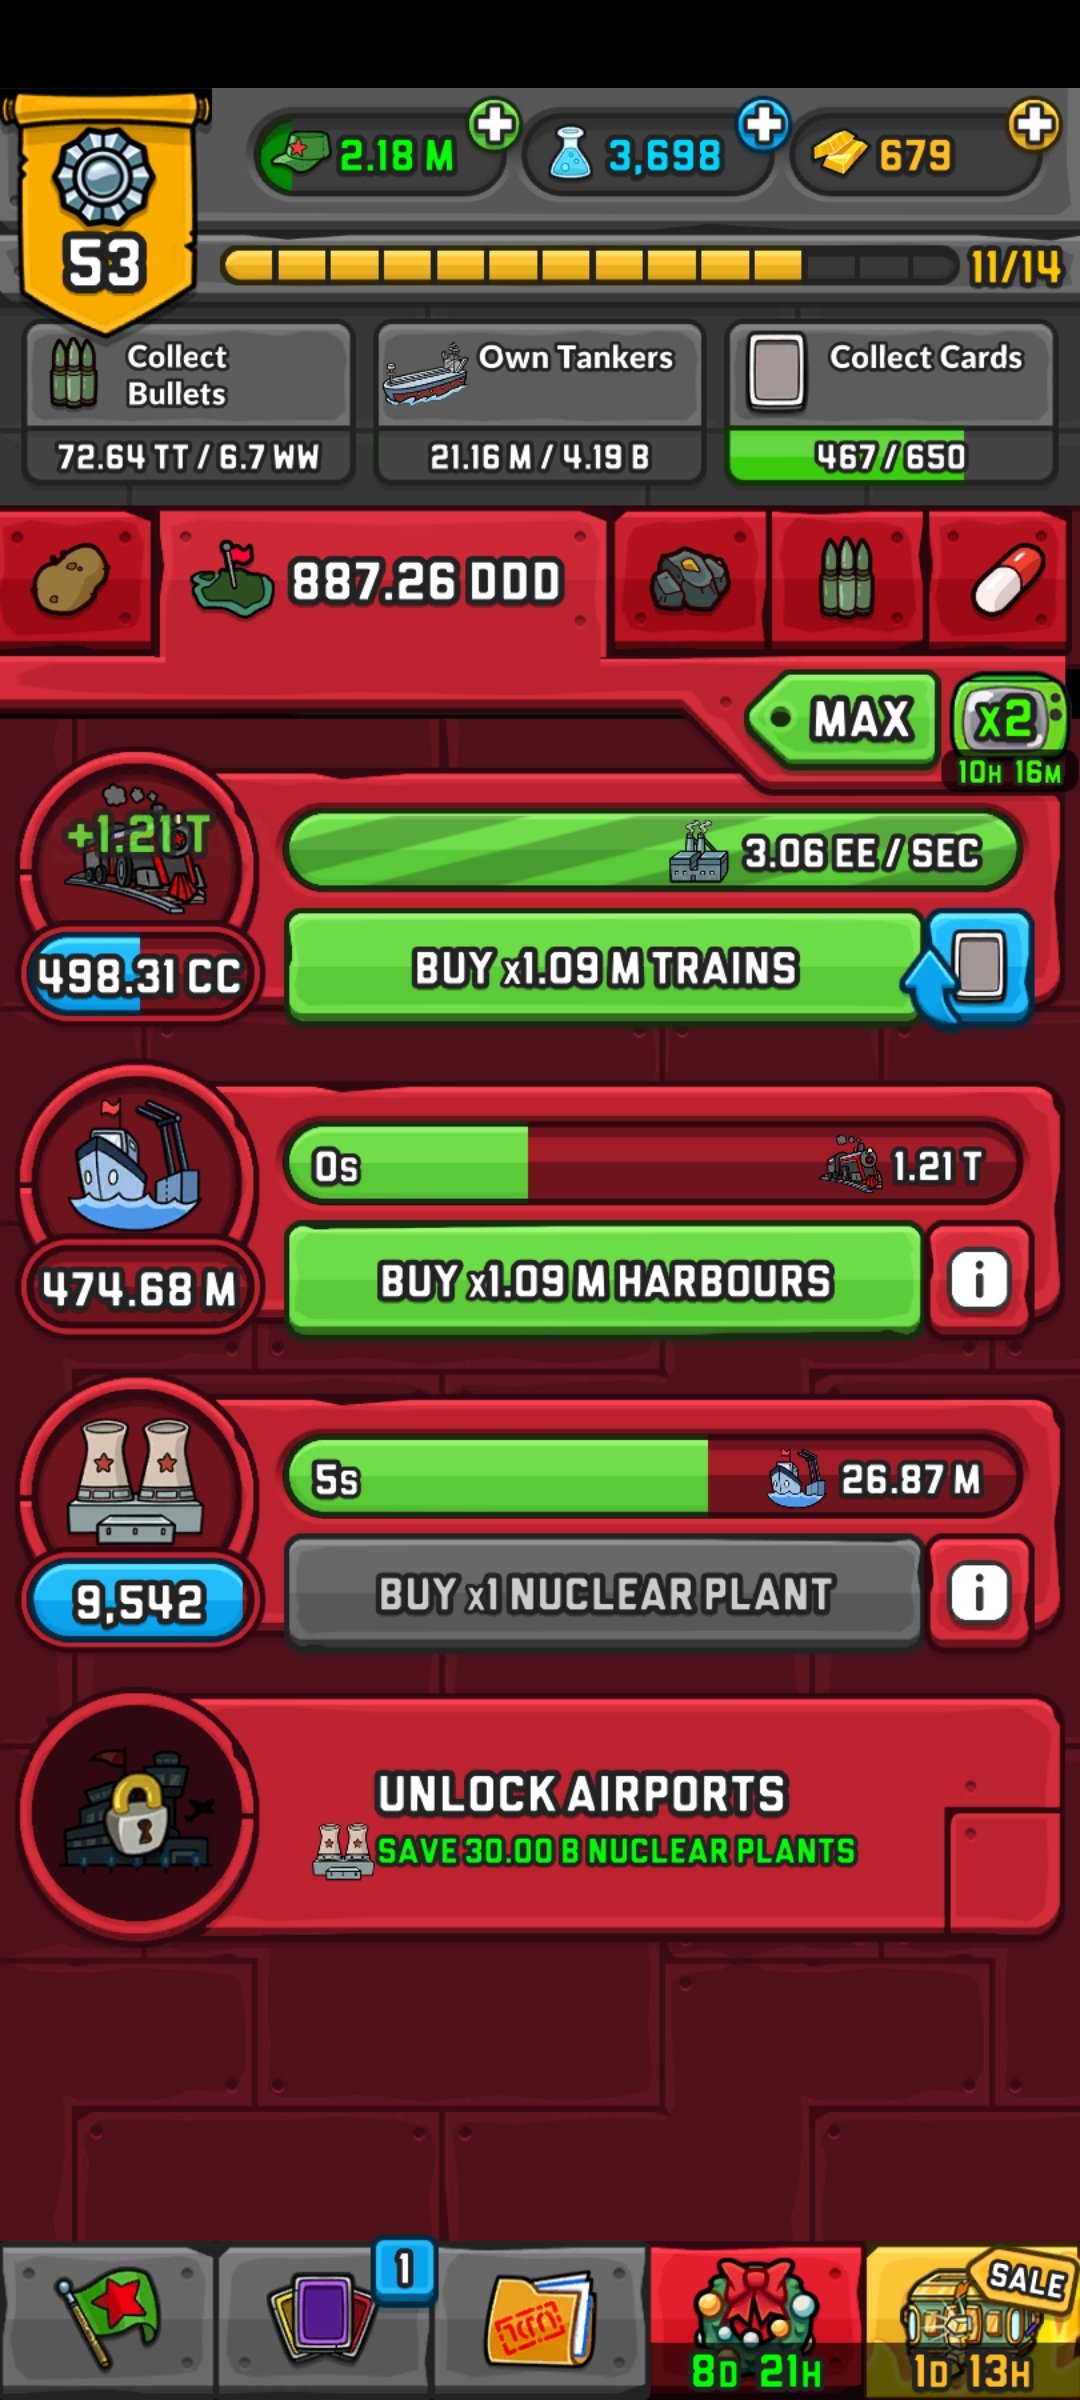 2.18 M
3,698
679
53
11/14
Collect
Bullets
72.64 TT / 6.7 WW
Own Tankers
21.16 M / 4.19 B
Collect Cards
467 / 650
887.26 DDD
MAX
x2
10H 16M
+1.21 T
3.06 EE / SEC
498.31 CC
BUY x1.09 M TRAINS
0s
1.21 T
474.68 M
BUY x1.09 M HARBOURS
i
5s
26.87 M
9,542
BUY x1 NUCLEAR PLANT
i
UNLOCK AIRPORTS
SAVE 30.00 B NUCLEAR PLANTS
1
SALE
8D 21H
1D 13H